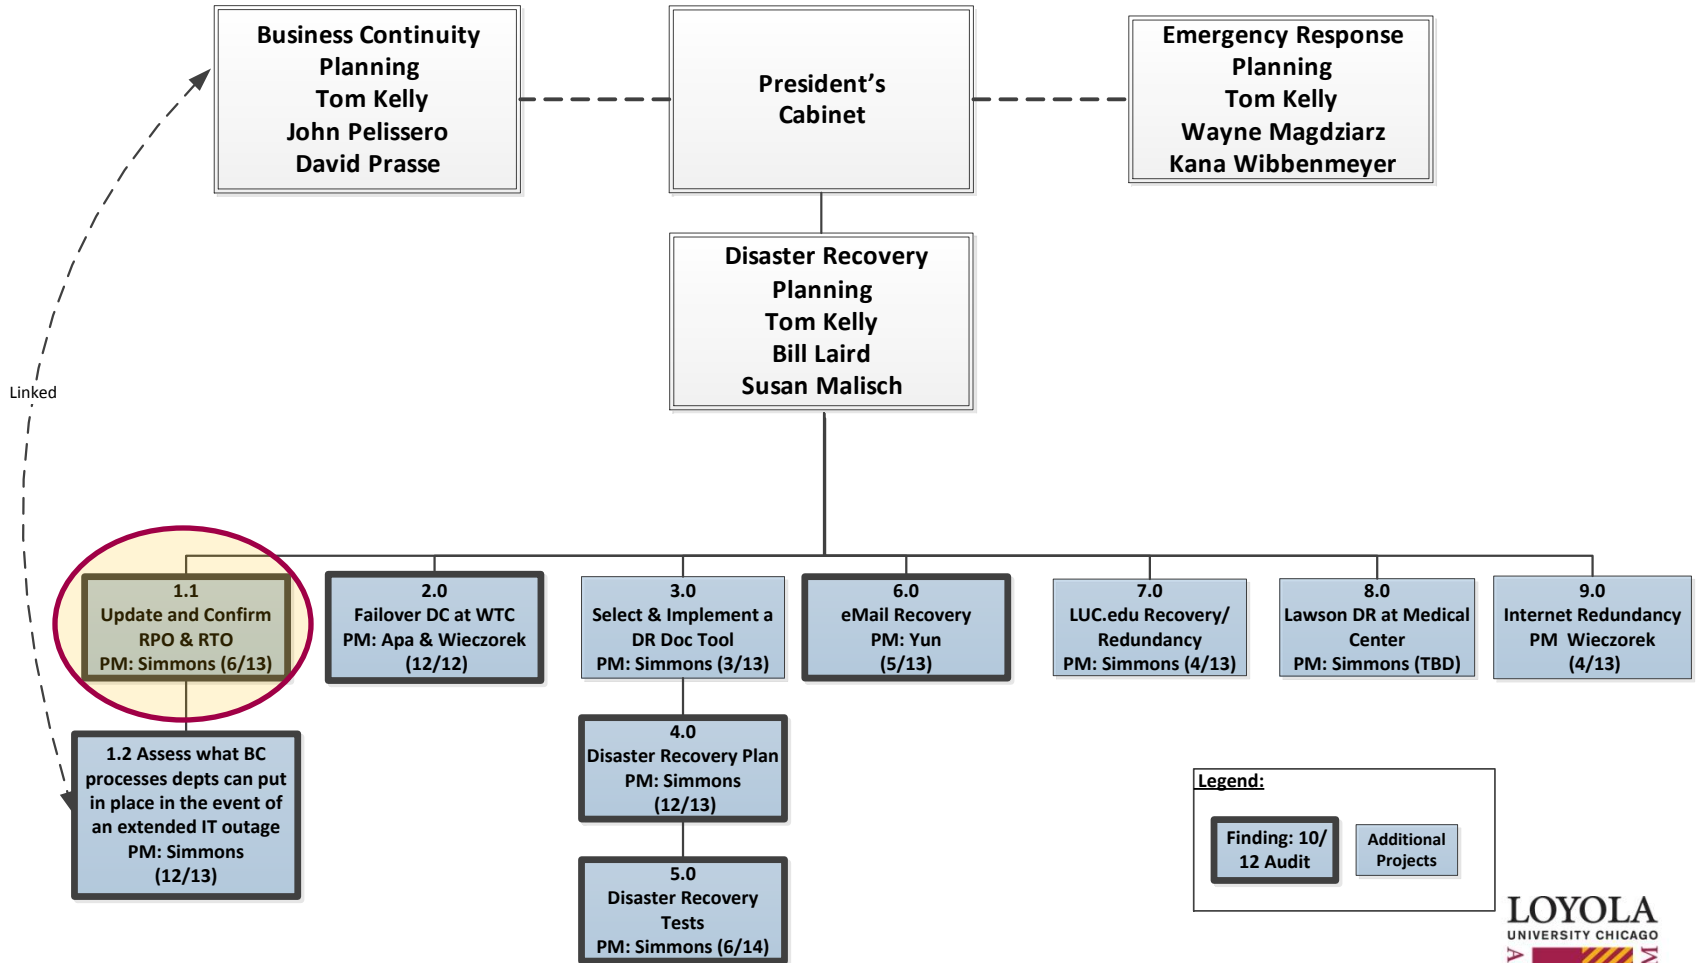 Business Continuity
Planning
Tom Kelly
John Pelissero
David Prasse
President's
Cabinet
Emergency Response
Planning
Tom Kelly
Wayne Magdziarz
Kana Wibbenmeyer
Disaster Recovery
Planning
Tom Kelly
Bill Laird
Susan Malisch
Linked
1.1
Update and Confirm
RPO & RTO
PM: Simmons (6/13)
2.0
Failover DC at WTC
PM: Apa & Wieczorek
(12/12)
3.0
Select & Implement a
DR Doc Tool
PM: Simmons (3/13)
6.0
eMail Recovery
PM: Yun
(5/13)
7.0
LUC.edu Recovery/
Redundancy
PM: Simmons (4/13)
8.0
Lawson DR at Medical
Center
PM: Simmons (TBD)
9.0
Internet Redundancy
PM Wieczorek
(4/13)
1.2 Assess what BC
processes depts can put
in place in the event of
an extended IT outage
PM: Simmons
(12/13)
4.0
Disaster Recovery Plan
PM: Simmons
(12/13)
5.0
Disaster Recovery
Tests
PM: Simmons (6/14)
Legend:
Finding: 10/
12 Audit
Additional
Projects
LOYOLA
UNIVERSITY CHICAGO